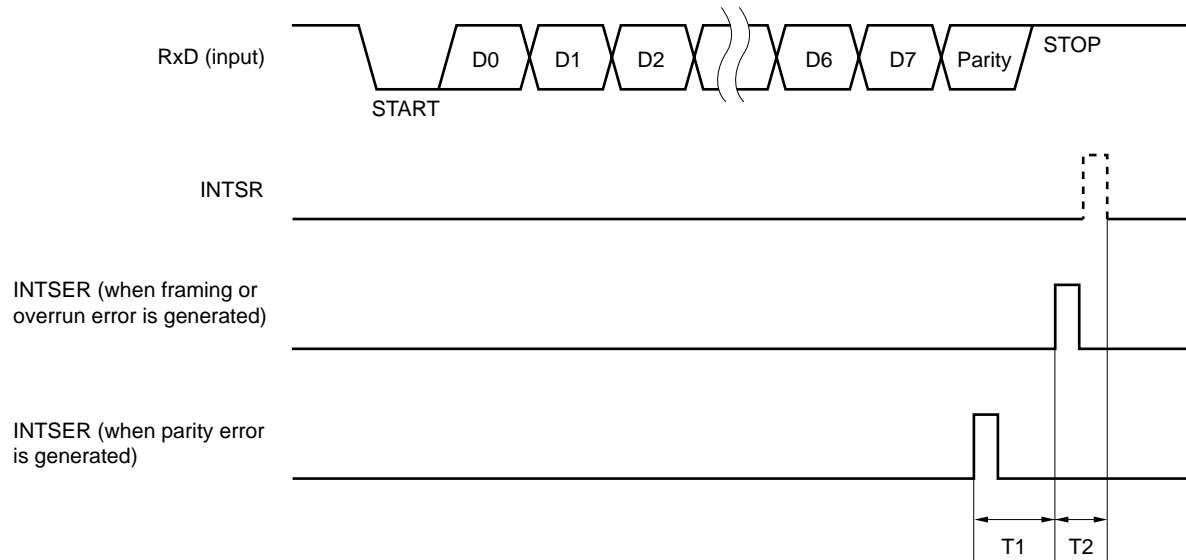 RxD (input)
D0
D1
D2
D6
D7
Parity
STOP
START
INTSR
INTSER (when framing or
overrun error is generated)
INTSER (when parity error
is generated)
T1
T2